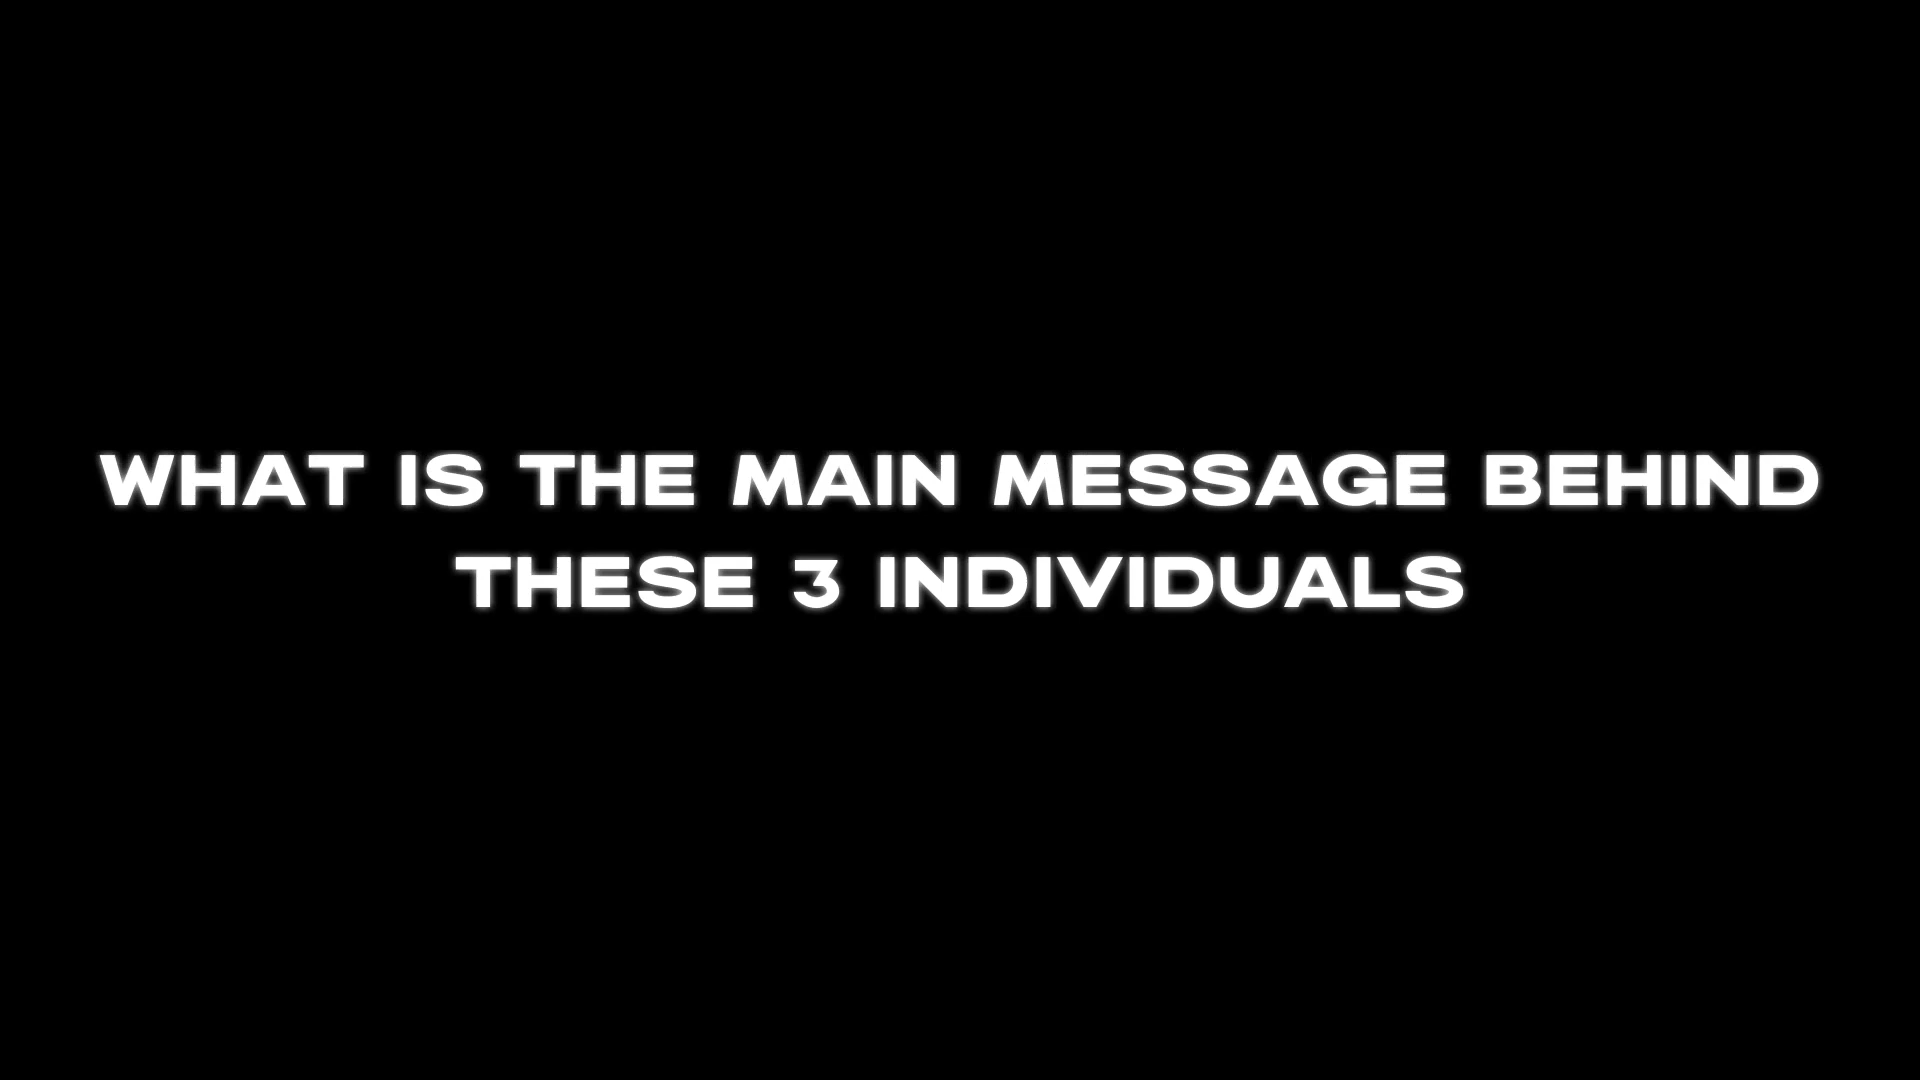 WHAT IS THE MAIN MESSAGE BEHIND
THESE 3 INDIVIDUALS